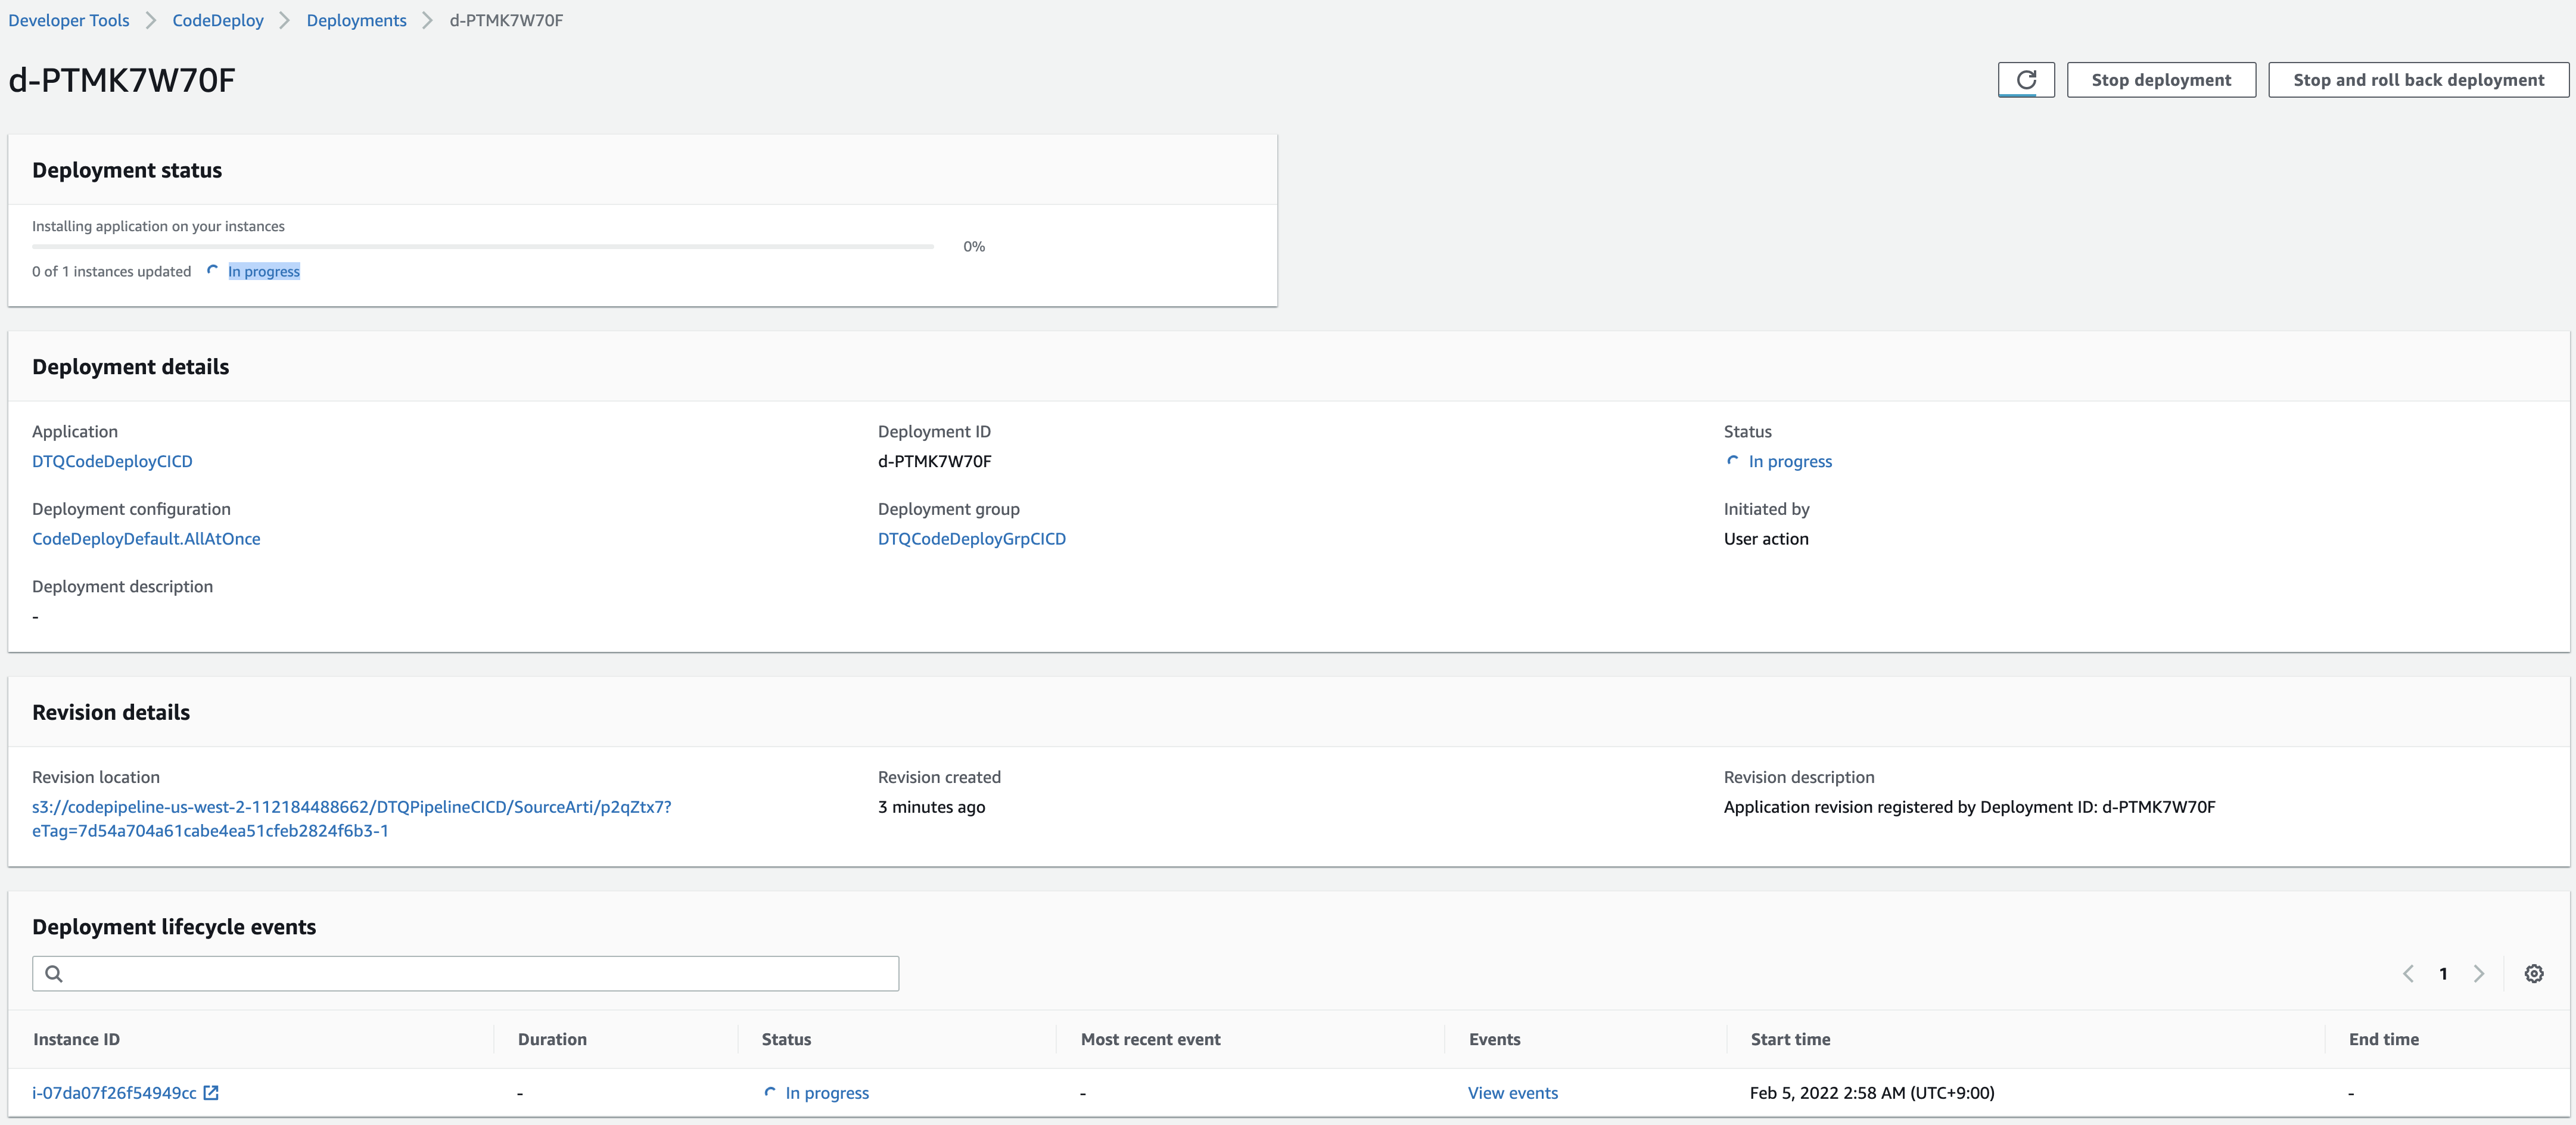 Developer Tools > CodeDeploy > Deployments > d-PTMK7W70F
d-PTMK7W70F
Stop deployment
Stop and roll back deployment
Deployment status
Installing application on your instances
0%
0 of 1 instances updated In progress
Deployment details
Application Deployment ID Status
DTQCodeDeployCICD d-PTMK7W70F In progress
Deployment configuration Deployment group Initiated by
CodeDeployDefault.AllAtOnce DTQCodeDeployGrpCICD User action
Deployment description
-
Revision details
Revision location Revision created Revision description
s3://codepipeline-us-west-2-112184488662/DTQPipelineCICD/SourceArti/p2qZtx7? 3 minutes ago Application revision registered by Deployment ID: d-PTMK7W70F
eTag=7d54a704a61cabe4ea51cfeb2824f6b3-1
Deployment lifecycle events
1
Instance ID Duration Status Most recent event Events Start time End time
i-07da07f26f54949cc - In progress - View events Feb 5, 2022 2:58 AM (UTC+9:00) -